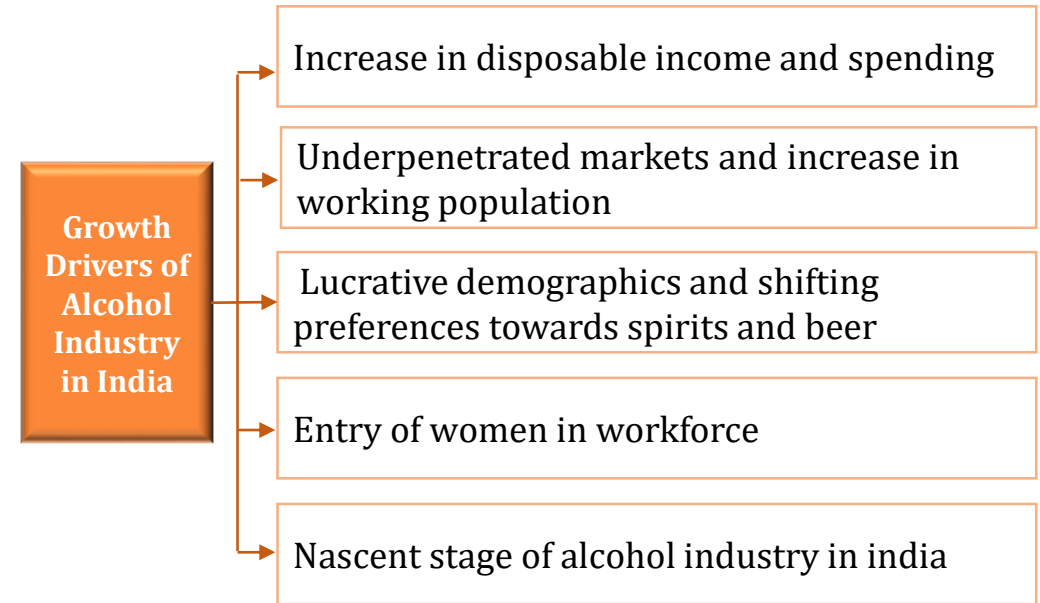 Growth
Drivers of
Alcohol
Industry
in India
Increase in disposable income and spending
Underpenetrated markets and increase in
working population
Lucrative demographics and shifting
preferences towards spirits and beer
Entry of women in workforce
Nascent stage of alcohol industry in india